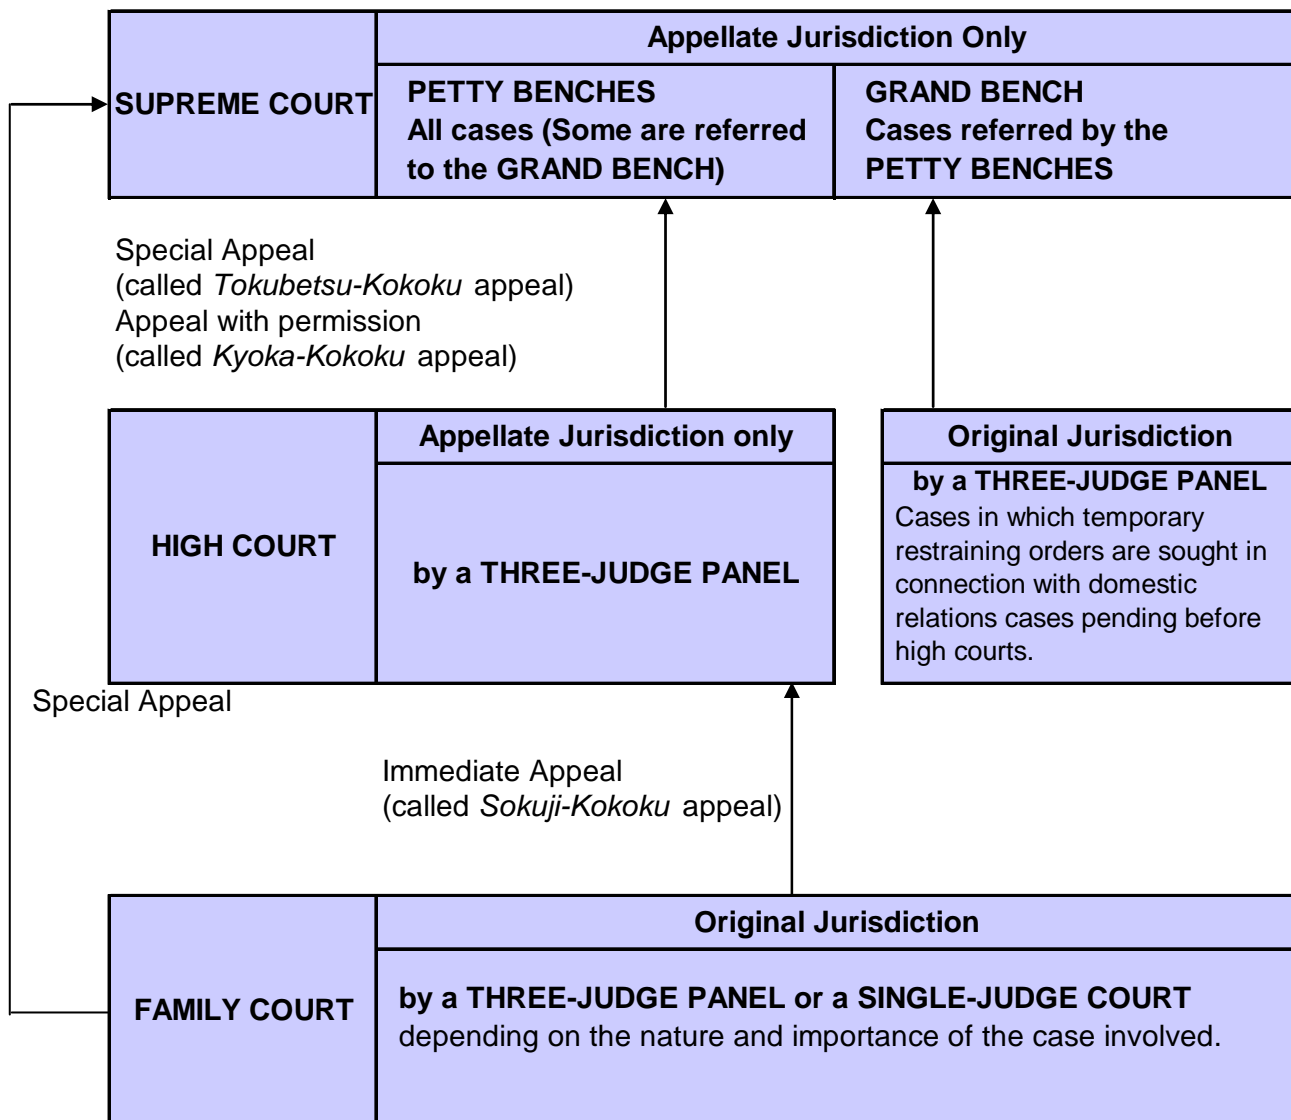 SUPREME COURT
Appellate Jurisdiction Only
PETTY BENCHES
All cases (Some are referred
to the GRAND BENCH)
GRAND BENCH
Cases referred by the
PETTY BENCHES
Special Appeal
(called Tokubetsu-Kokoku appeal)
Appeal with permission
(called Kyoka-Kokoku appeal)
HIGH COURT
Appellate Jurisdiction only
by a THREE-JUDGE PANEL
Original Jurisdiction
by a THREE-JUDGE PANEL
Cases in which temporary
restraining orders are sought in
connection with domestic
relations cases pending before
high courts.
Special Appeal
Immediate Appeal
(called Sokuji-Kokoku appeal)
FAMILY COURT
Original Jurisdiction
by a THREE-JUDGE PANEL or a SINGLE-JUDGE COURT
depending on the nature and importance of the case involved.